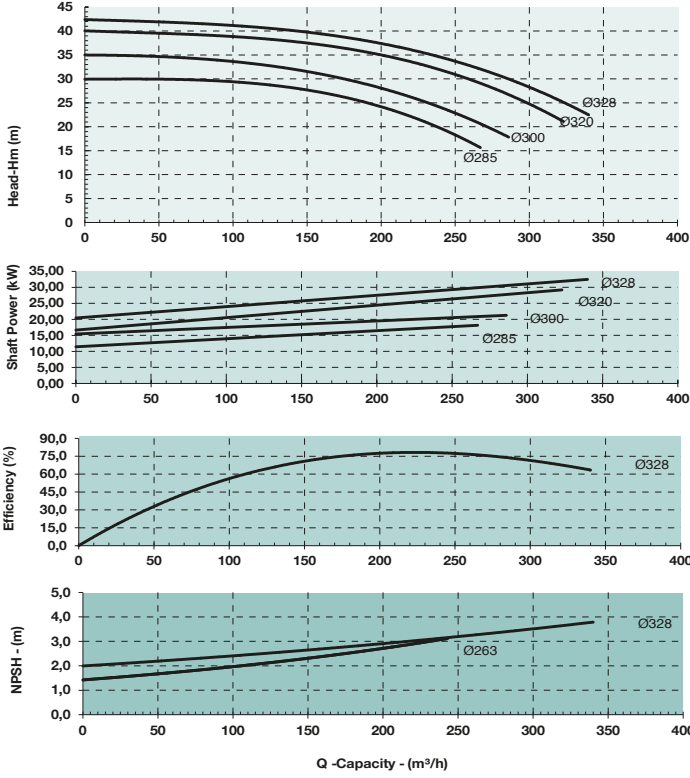 45
40
35
30
25
20
15
10
5
0
Head-Hm (m)
Ø328
Ø320
Ø300
Ø285
0 50 100 150 200 250 300 350 400
35,00
30,00
25,00
20,00
15,00
10,00
5,00
0,00
Shaft Power (kW)
Ø328
Ø320
Ø300
Ø285
0 50 100 150 200 250 300 350 400
90,0
75,0
60,0
45,0
30,0
15,0
0,0
Efficiency (%)
Ø328
0 50 100 150 200 250 300 350 400
5,0
4,0
3,0
2,0
1,0
0,0
NPSH - (m)
Ø328
Ø263
0 50 100 150 200 250 300 350 400
Q -Capacity - (m³/h)